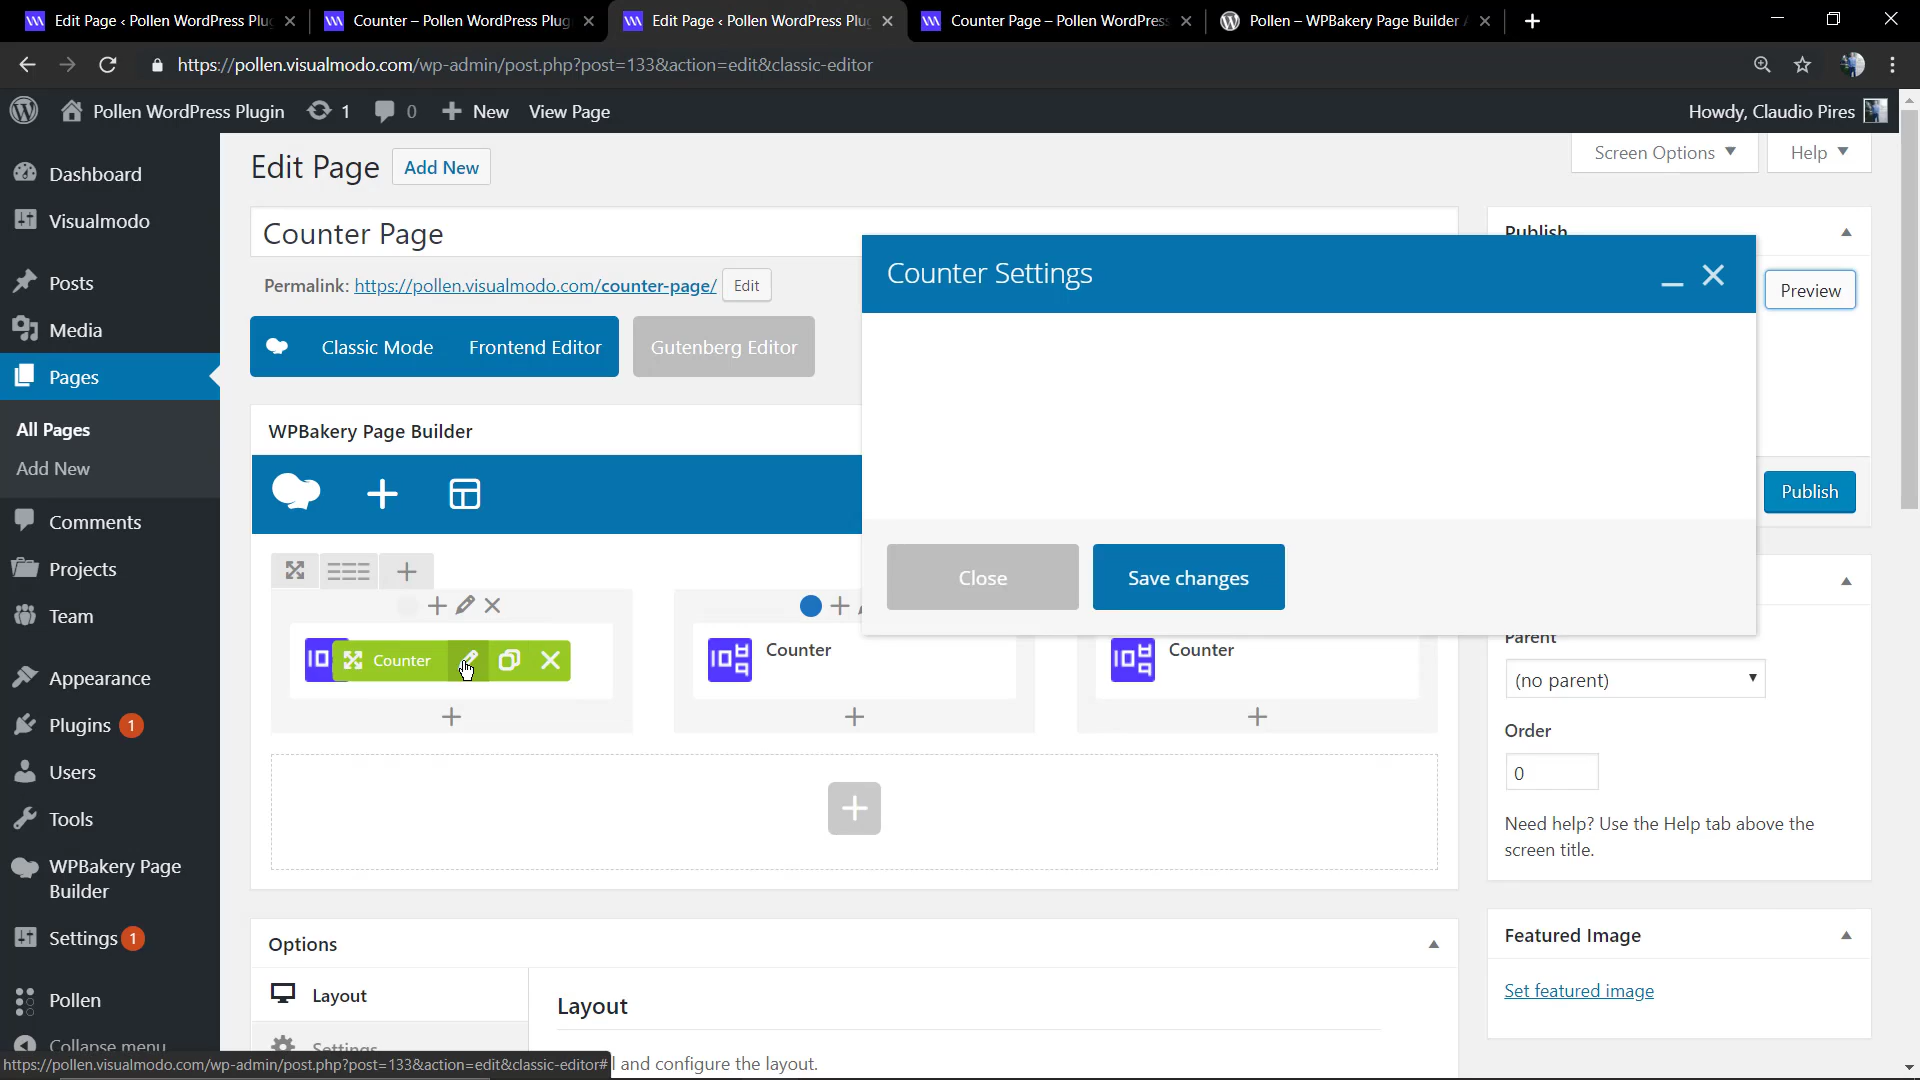 Edit Page ‹ Pollen WordPress Plu
Counter – Pollen WordPress Plug
Edit Page ‹ Pollen WordPress Plu
Counter Page – Pollen WordPres
Pollen – WPBakery Page Builder
https://pollen.visualmodo.com/wp-admin/post.php?post=133&action=edit&classic-editor
Pollen WordPress Plugin
1
0
New
View Page
Howdy, Claudio Pires
Dashboard
Visualmodo
Posts
Media
Pages
All Pages
Add New
Comments
Projects
Team
Appearance
Plugins 1
Users
Tools
WPBakery Page
Builder
Settings 1
Pollen
Collapse menu
Edit Page
Add New
Screen Options
Help
Counter Page
Permalink: https://pollen.visualmodo.com/counter-page/
Edit
Classic Mode
Frontend Editor
Gutenberg Editor
WPBakery Page Builder
Counter
Counter
Counter
Counter Settings
Close
Save changes
Publish
Preview
Publish
Parent
(no parent)
Order
0
Need help? Use the Help tab above the
screen title.
Featured Image
Set featured image
Options
Layout
Settings
Layout
and configure the layout.
https://pollen.visualmodo.com/wp-admin/post.php?post=133&action=edit&classic-editor#